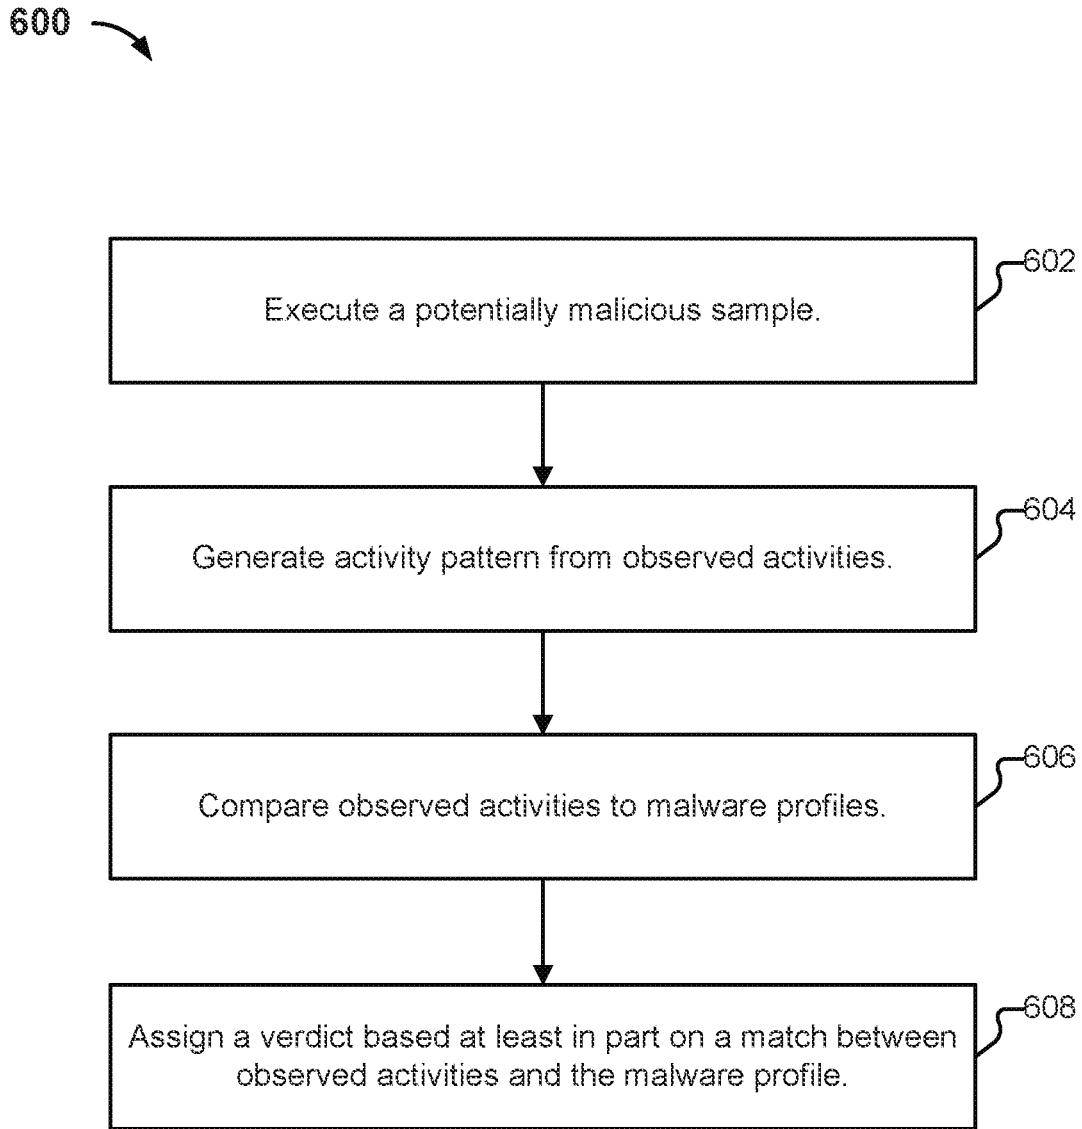 600
Execute a potentially malicious sample.
602
Generate activity pattern from observed activities.
604
Compare observed activities to malware profiles.
606
Assign a verdict based at least in part on a match between
observed activities and the malware profile.
608